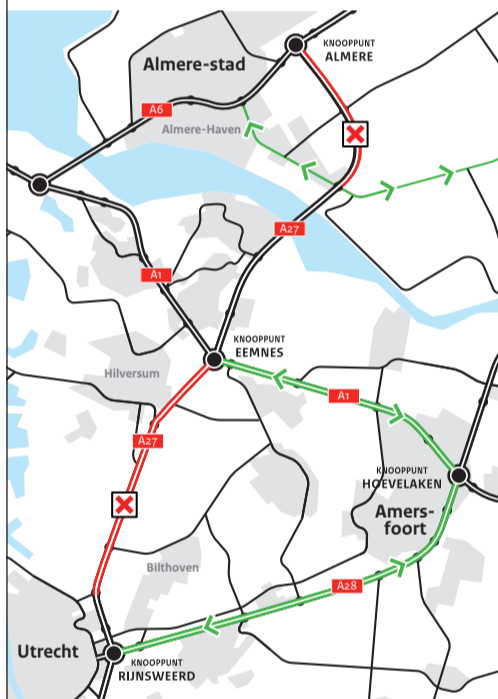 KNOOPPUNT
ALMERE
Almere-stad
A6
Almere-Haven
A27
A1
KNOOPPUNT
EEMNES
Hilversum
A1
A27
KNOOPPUNT
HOEVELAKEN
Amers-
foort
Bilthoven
A28
Utrecht
KNOOPPUNT
RIJNSWEERD